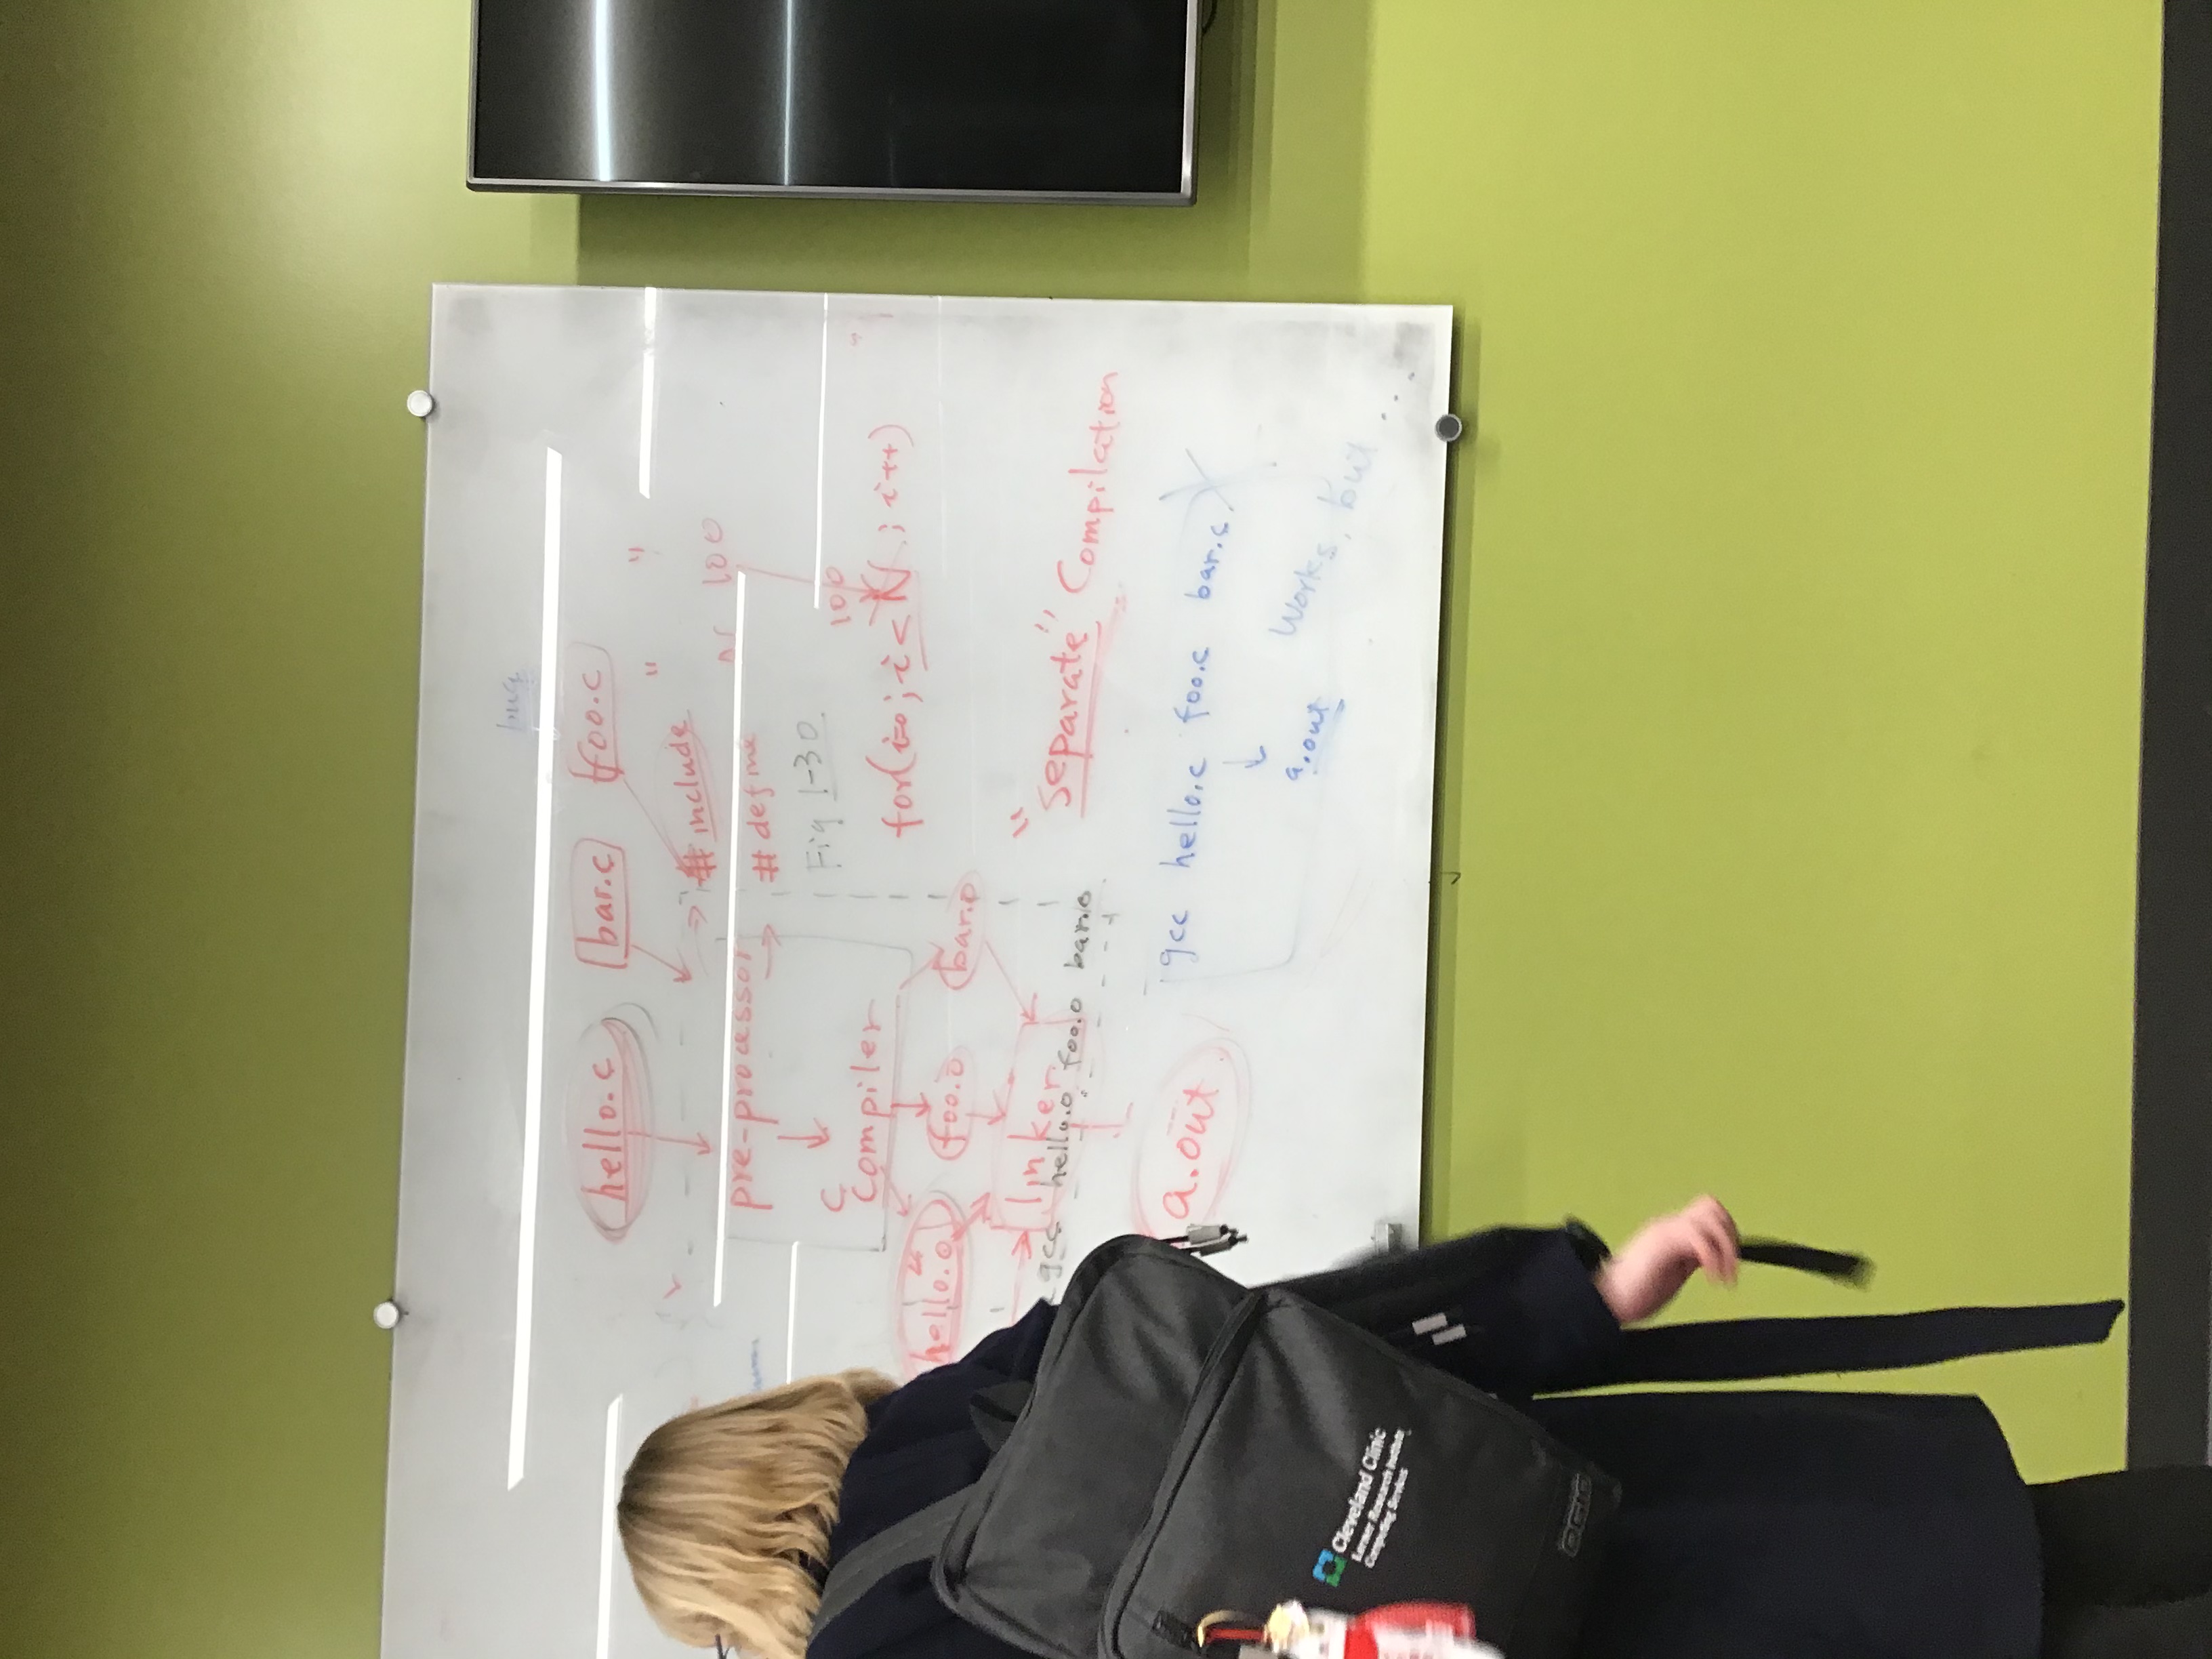 bug
hello.c bar.c foo.c
" "
# include
pre-processor # define N 100
Fig 1-30
100
C
Compiler
for(i=0; i<N; i++)
hello.o foo.o bar.o
linker
gcc hello.o foo.o bar.o
"separate" Compilation
a.out
gcc hello.c foo.c bar.c
a.out
Works, but ...
Cleveland Clinic
Lerner Research Institute
Computing Services
OGIO